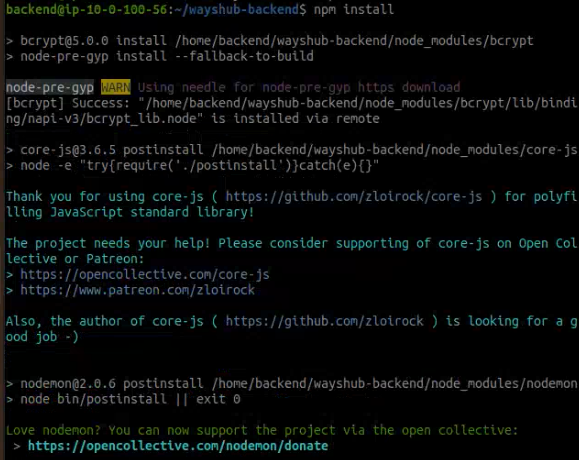 backend@ip-10-0-100-56:~/wayshub-backend$ npm install
> bcrypt@5.0.0 install /home/backend/wayshub-backend/node_modules/bcrypt
> node-pre-gyp install --fallback-to-build
node-pre-gyp WARN Using needle for node-pre-gyp https download
[bcrypt] Success: "/home/backend/wayshub-backend/node_modules/bcrypt/lib/bindi
ng/napi-v3/bcrypt_lib.node" is installed via remote
> core-js@3.6.5 postinstall /home/backend/wayshub-backend/node_modules/core-js
> node -e "try{require('./postinstall')}catch(e){}"
Thank you for using core-js ( https://github.com/zloirock/core-js ) for polyfi
lling JavaScript standard library!
The project needs your help! Please consider supporting of core-js on Open Col
lective or Patreon:
> https://opencollective.com/core-js
> https://www.patreon.com/zloirock
Also, the author of core-js ( https://github.com/zloirock ) is looking for a g
ood job -)
> nodemon@2.0.6 postinstall /home/backend/wayshub-backend/node_modules/nodemon
> node bin/postinstall || exit 0
Love nodemon? You can now support the project via the open collective:
> https://opencollective.com/nodemon/donate